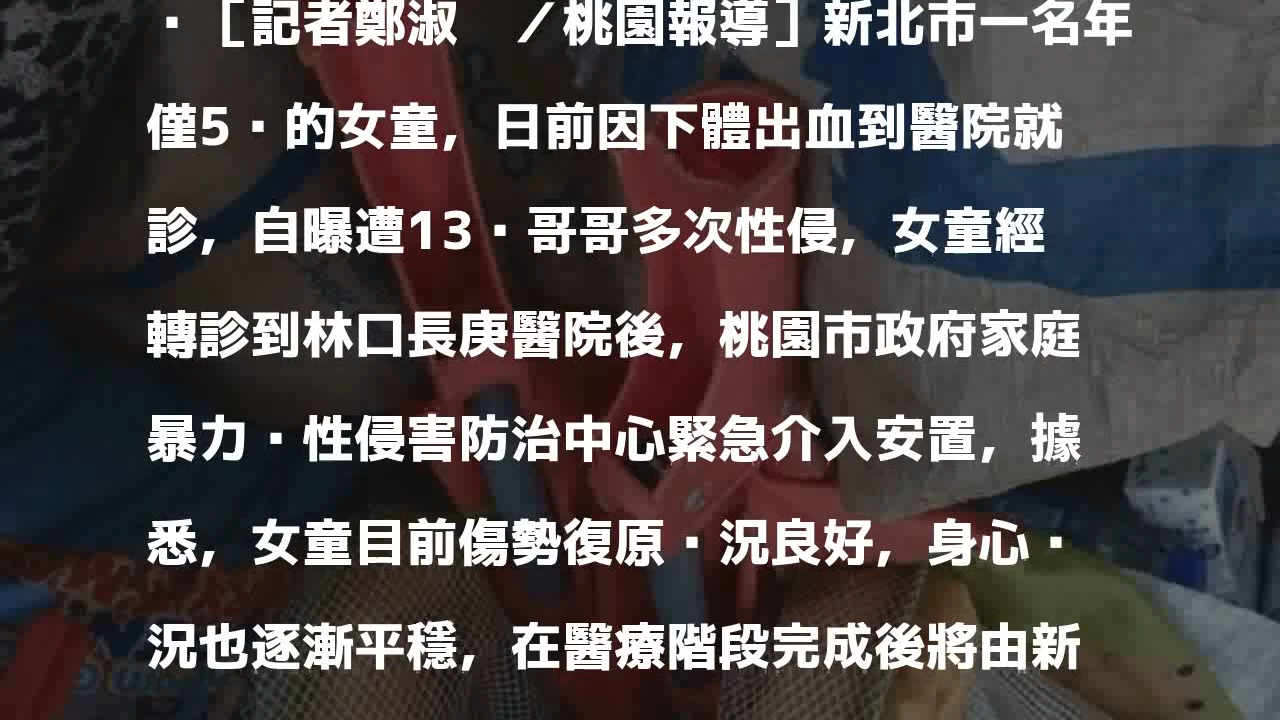 ·［記者鄭淑　／桃園報導］新北市一名年
僅5·的女童，日前因下體出血到醫院就
診，自曝遭13·哥哥多次性侵，女童經
轉診到林口長庚醫院後，桃園市政府家庭
暴力·性侵害防治中心緊急介入安置，據
悉，女童目前傷勢復原·況良好，身心·
況也逐漸平穩，在醫療階段完成後將由新